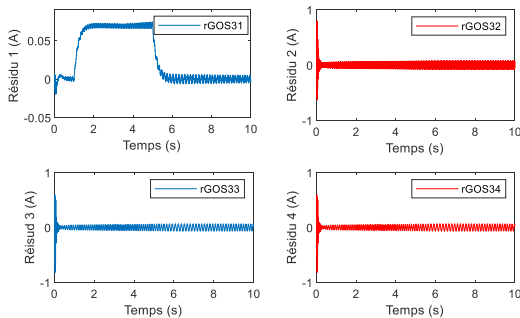 rGOS31
0.05
0
-0.05
0 2 4 6 8 10
Résidu 1 (A)
Temps (s)
rGOS32
1
0
-1
0 2 4 6 8 10
Résidu 2 (A)
Temps (s)
rGOS33
1
0
-1
0 2 4 6 8 10
Réisud 3 (A)
Temps (s)
rGOS34
1
0
-1
0 2 4 6 8 10
Résidu 4 (A)
Temps (s)